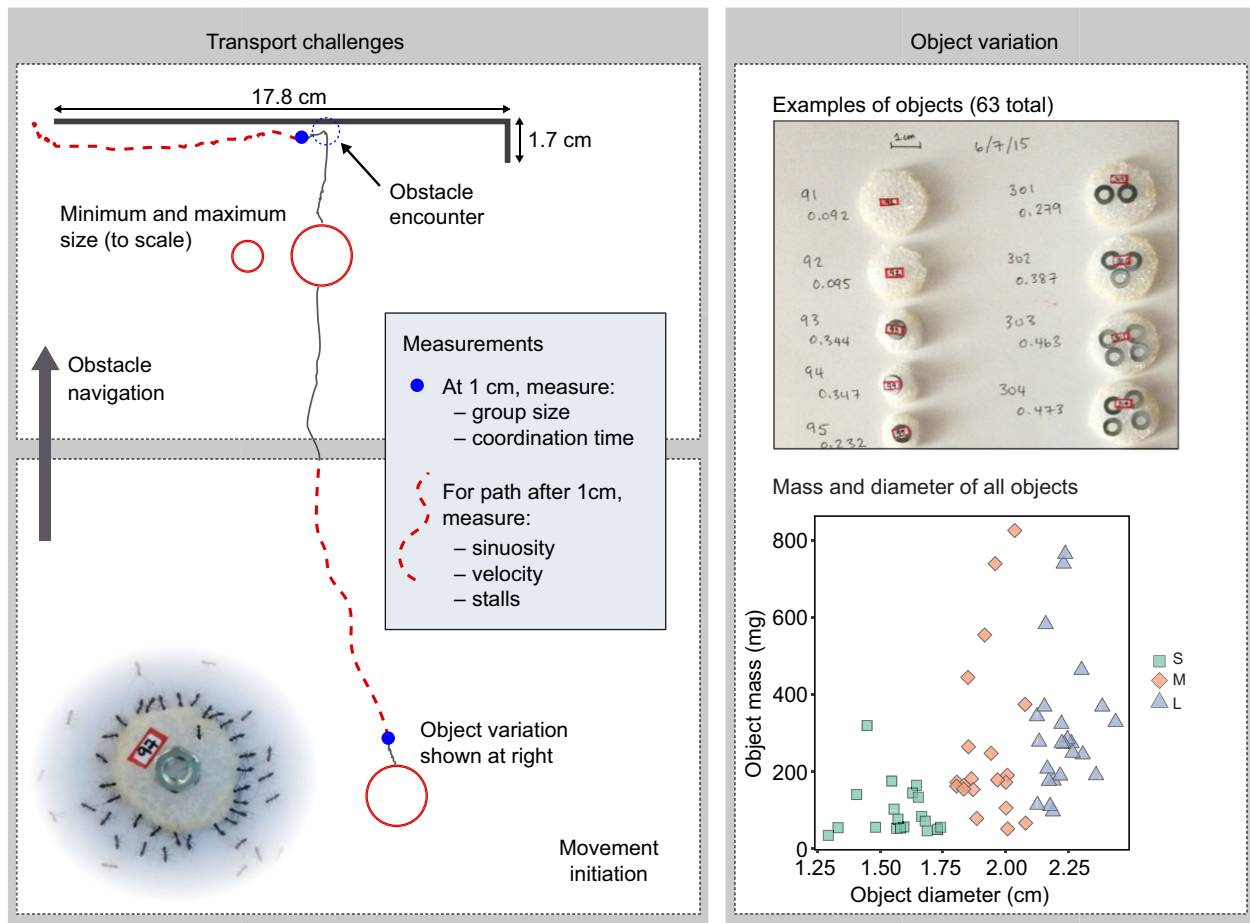 Transport challenges
17.8 cm
1.7 cm
Obstacle
encounter
Minimum and maximum
size (to scale)
Obstacle
navigation
Measurements
At 1 cm, measure:
– group size
– coordination time
For path after 1cm,
measure:
– sinuosity
– velocity
– stalls
Object variation
shown at right
97
Movement
initiation
Object variation
Examples of objects (63 total)
1cm
6/7/15
91
0.092
92
0.095
93
0.344
94
0.347
95
0.232
301
0.279
302
0.387
303
0.463
304
0.473
Mass and diameter of all objects
Object mass (mg)
800
600
400
200
0
1.25
1.50
1.75
2.00
2.25
Object diameter (cm)
S
M
L